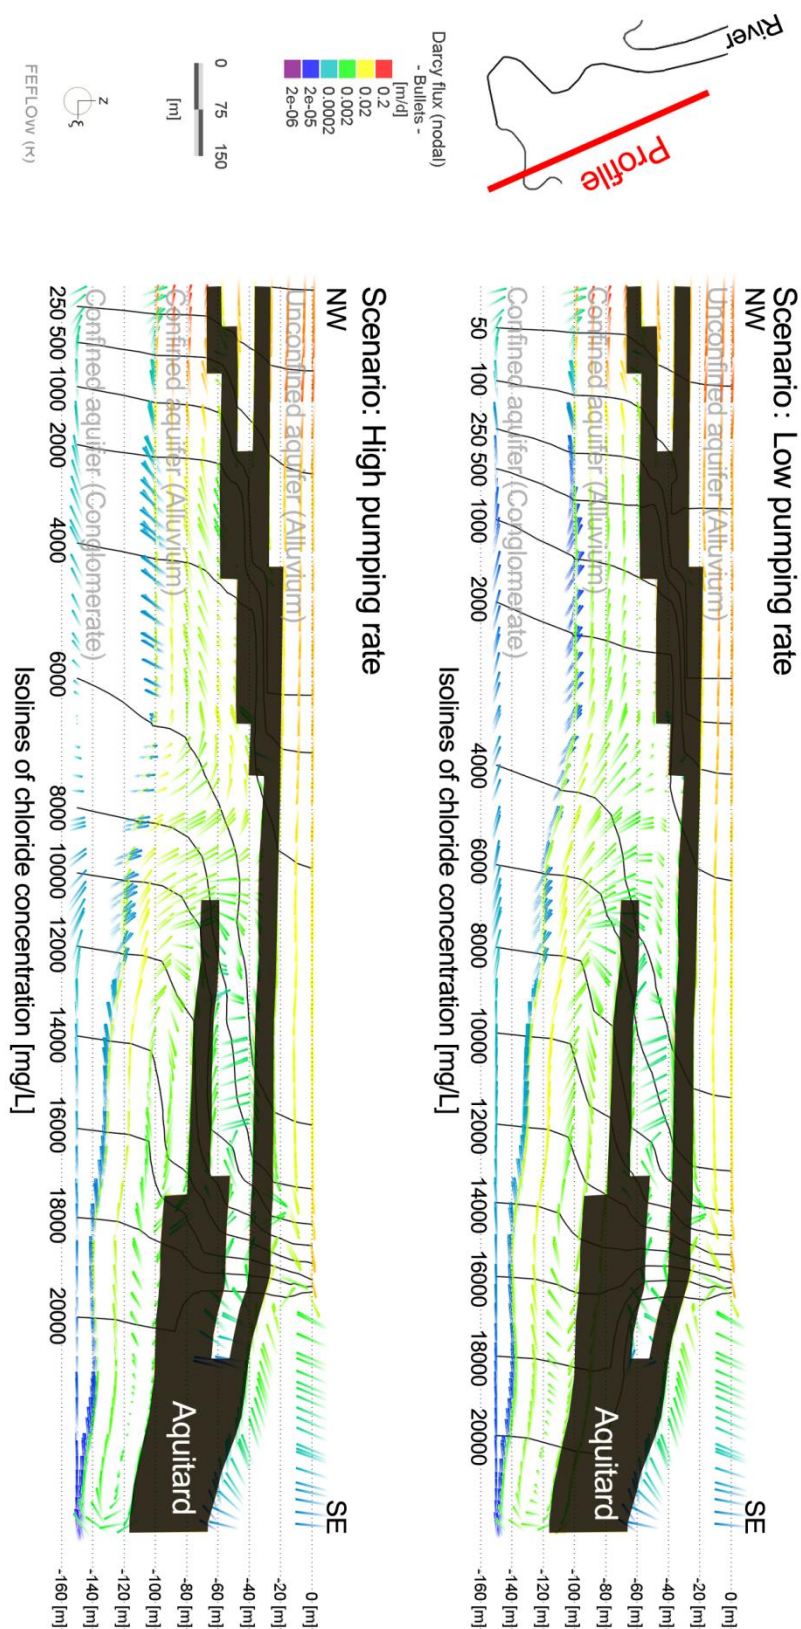 River
Profile
Darcy flux (nodal)
- Bullets -
[m/d]
0.2
0.02
0.002
0.0002
2e-05
2e-06
0 75 150
[m]
Z
ξ
FEFLOW (R)
Scenario: Low pumping rate
NW
SE
Unconfined aquifer (Alluvium)
Confined aquifer (Alluvium)
Confined aquifer (Conglomerate)
Aquitard
0 [m]
-20 [m]
-40 [m]
-60 [m]
-80 [m]
-100 [m]
-120 [m]
-140 [m]
-160 [m]
50 100 250 500 1000 2000 4000 6000 8000 10000 12000 14000 16000 18000 20000
Isolines of chloride concentration [mg/L]
Scenario: High pumping rate
NW
SE
Unconfined aquifer (Alluvium)
Confined aquifer (Alluvium)
Confined aquifer (Conglomerate)
Aquitard
0 [m]
-20 [m]
-40 [m]
-60 [m]
-80 [m]
-100 [m]
-120 [m]
-140 [m]
-160 [m]
250 500 1000 2000 4000 6000 8000 10000 12000 14000 16000 18000 20000
Isolines of chloride concentration [mg/L]